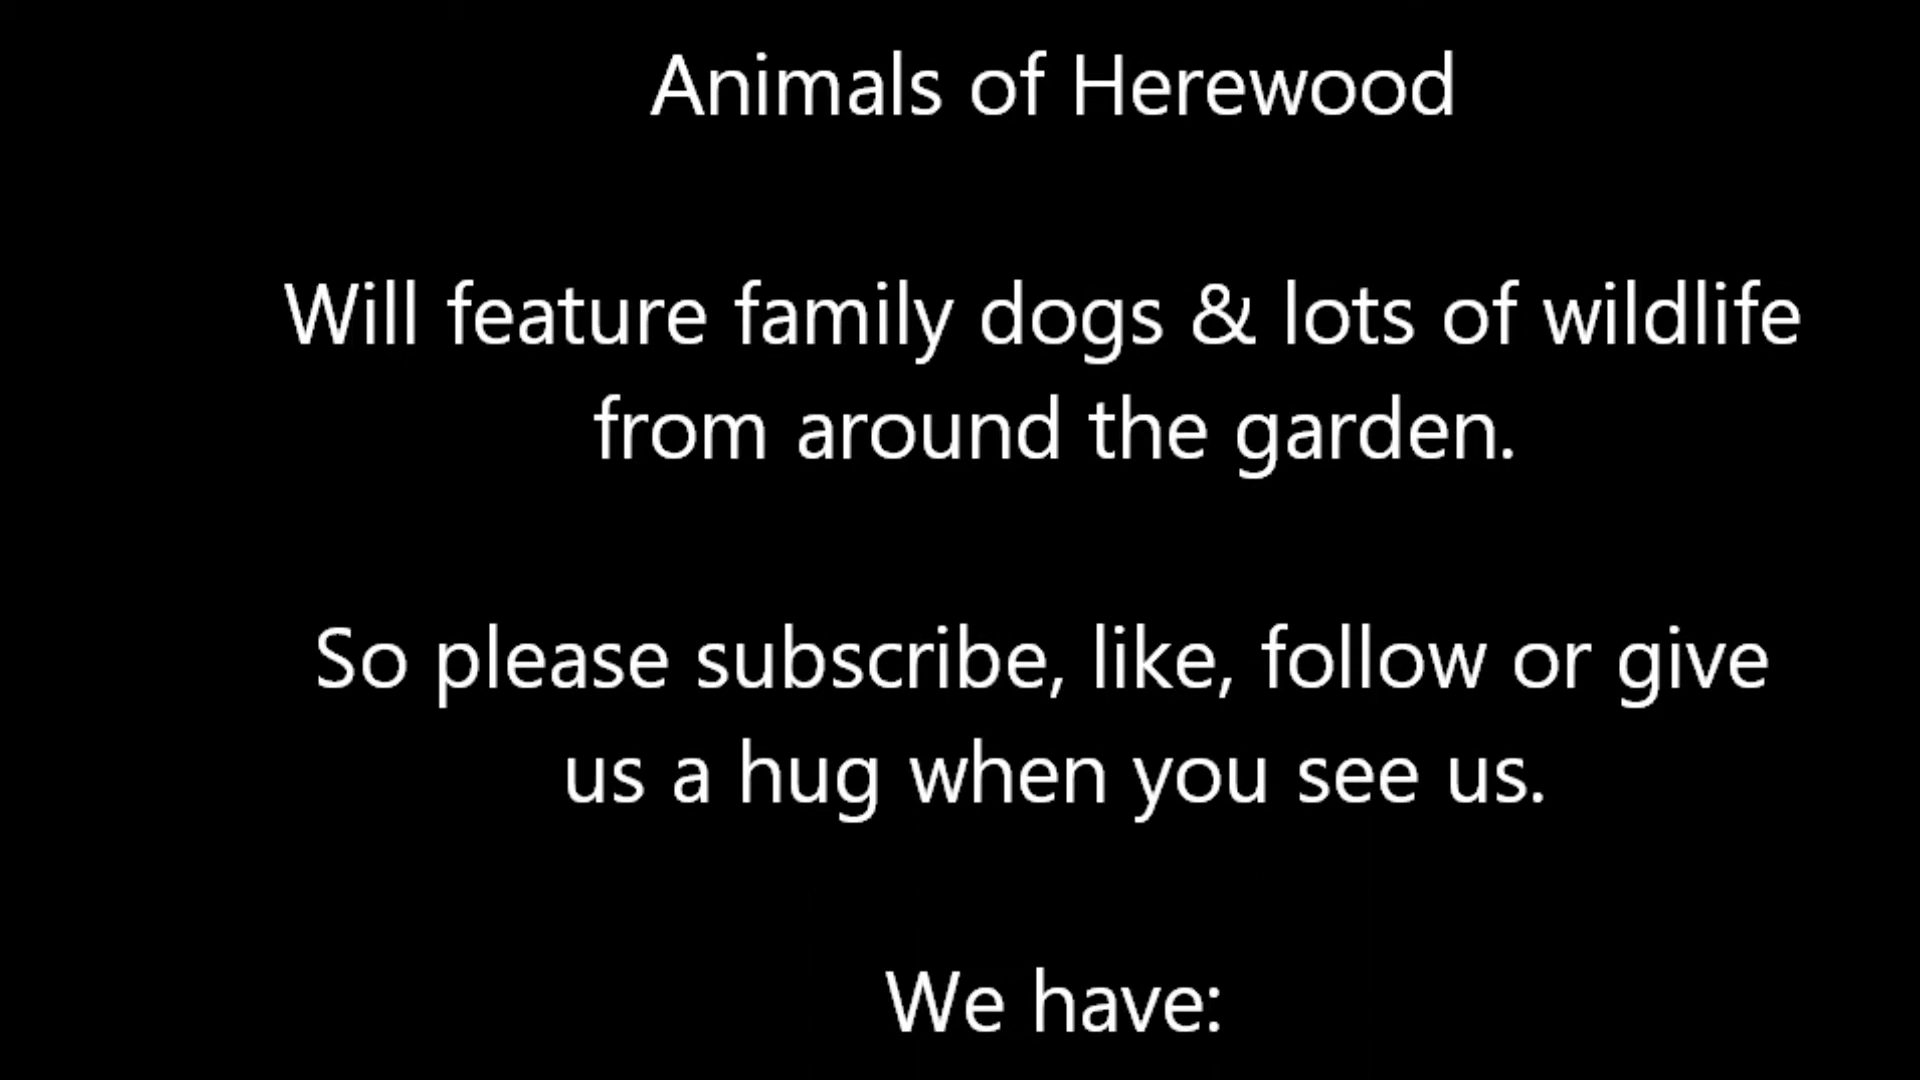 Animals of Herewood
Will feature family dogs & lots of wildlife
from around the garden.
So please subscribe, like, follow or give
us a hug when you see us.
We have: